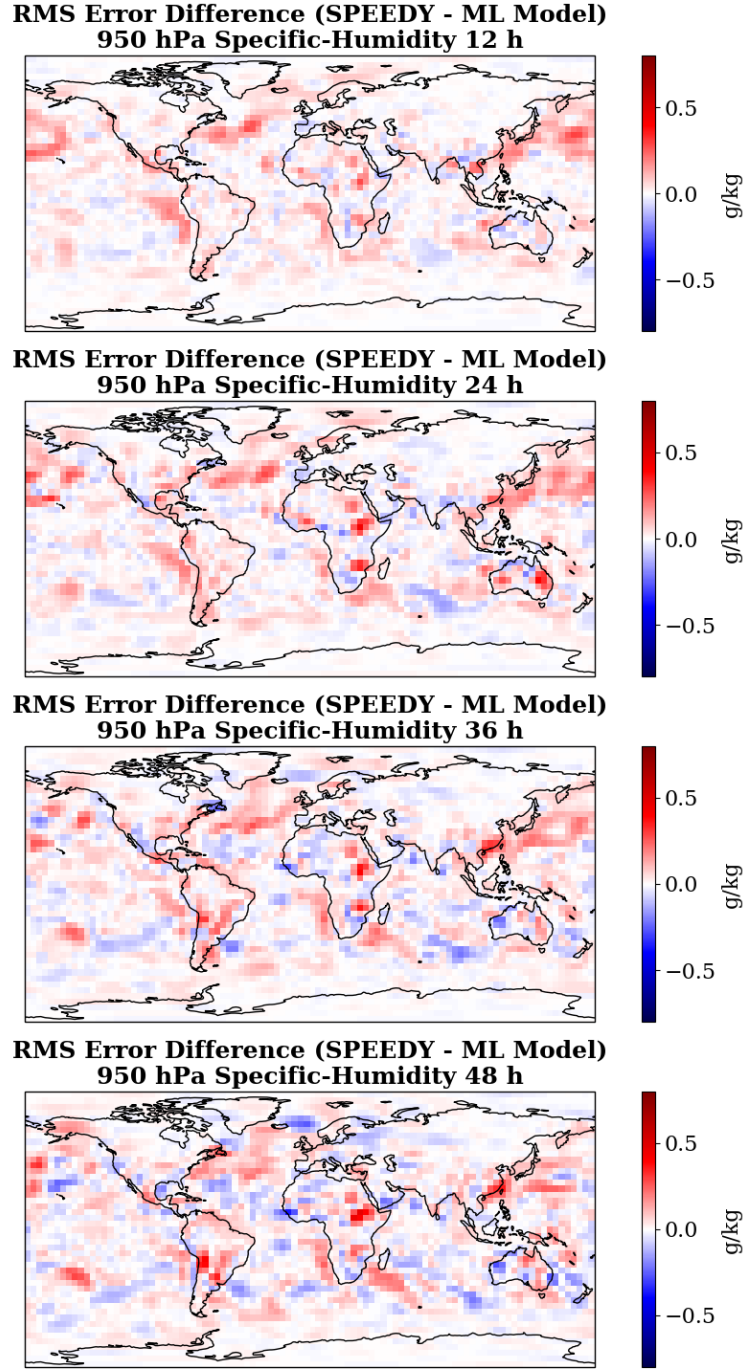 RMS Error Difference (SPEEDY - ML Model)
950 hPa Specific-Humidity 12 h
0.5
0.0
−0.5
g/kg
RMS Error Difference (SPEEDY - ML Model)
950 hPa Specific-Humidity 24 h
0.5
0.0
−0.5
g/kg
RMS Error Difference (SPEEDY - ML Model)
950 hPa Specific-Humidity 36 h
0.5
0.0
−0.5
g/kg
RMS Error Difference (SPEEDY - ML Model)
950 hPa Specific-Humidity 48 h
0.5
0.0
−0.5
g/kg